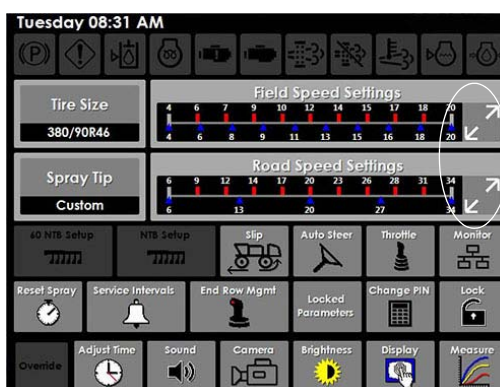 Tuesday 08:31 AM
Tire Size
380/90R46
Field Speed Settings
4 6 7 9 10 12 14 15 17 18 20
4 6 8 9 11 13 15 16 18 20
Spray Tip
Custom
Road Speed Settings
6 9 12 14 17 20 23 26 28 31 34
6 13 20 27 34
60 NTB Setup
NTB Setup
Slip
Auto Steer
Throttle
Monitor
Reset Spray
Service Intervals
End Row Mgmt
Locked
Parameters
Change PIN
Lock
Override
Adjust Time
Sound
Camera
Brightness
Display
Measure